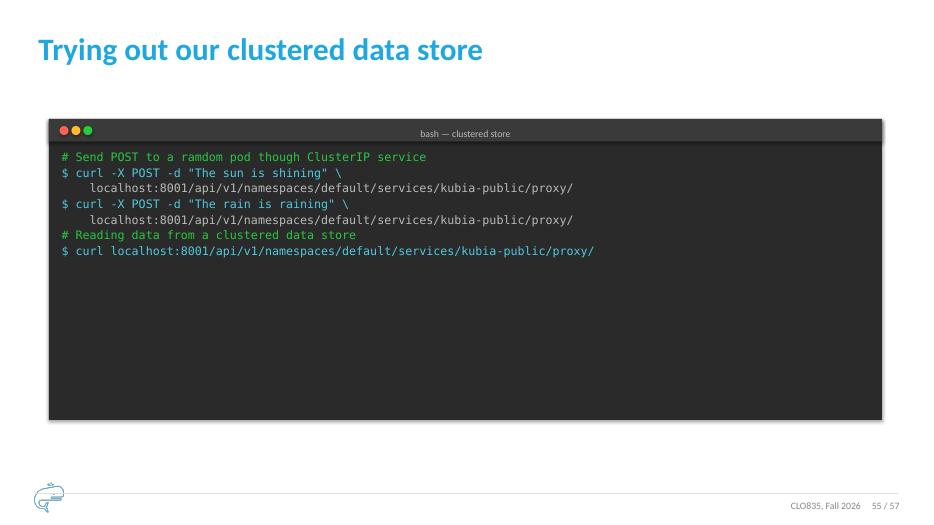 Trying out our clustered data store
bash — clustered store
# Send POST to a ramdom pod though ClusterIP service
$ curl -X POST -d "The sun is shining" \
localhost:8001/api/v1/namespaces/default/services/kubia-public/proxy/
$ curl -X POST -d "The rain is raining" \
localhost:8001/api/v1/namespaces/default/services/kubia-public/proxy/
# Reading data from a clustered data store
$ curl localhost:8001/api/v1/namespaces/default/services/kubia-public/proxy/
CLO835, Fall 2026 55 / 57